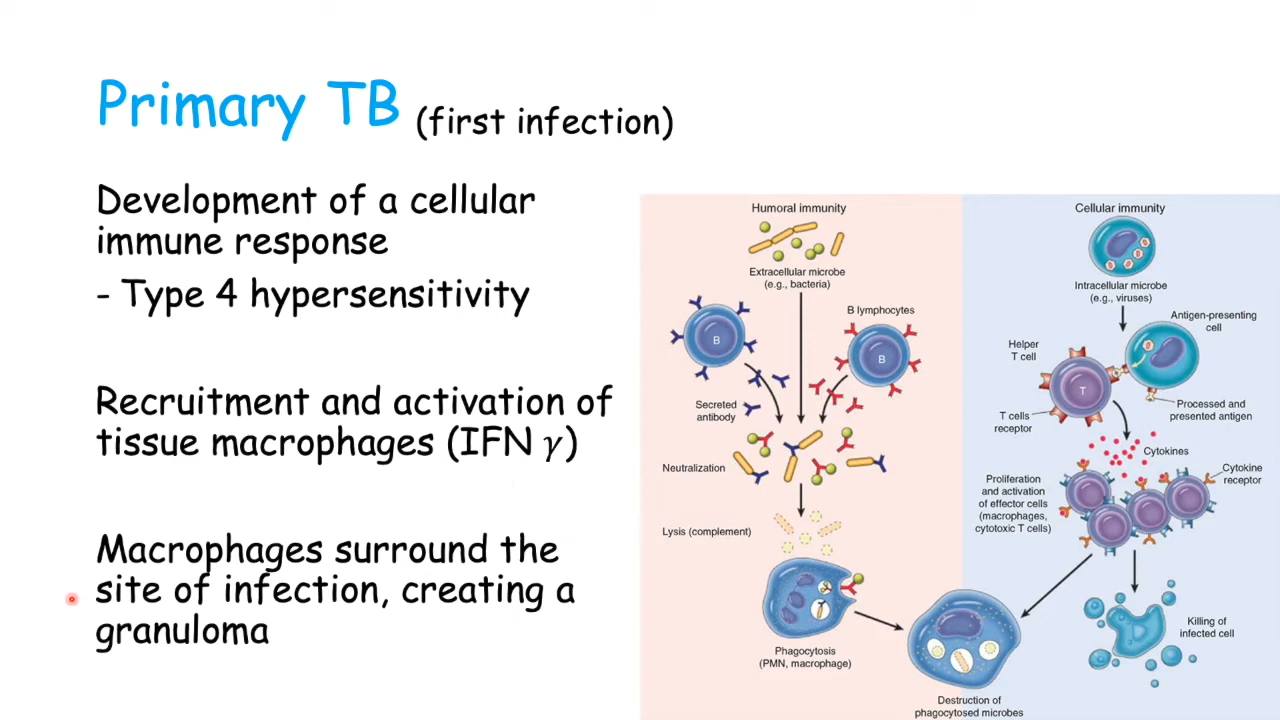 Primary TB (first infection)
Development of a cellular
immune response
- Type 4 hypersensitivity
Recruitment and activation of
tissue macrophages (IFN γ)
Macrophages surround the
site of infection, creating a
granuloma
Humoral immunity
Extracellular microbe
(e.g., bacteria)
B lymphocytes
B
B
Secreted
antibody
Neutralization
Lysis (complement)
Phagocytosis
(PMN, macrophage)
Cellular immunity
Intracellular microbe
(e.g., viruses)
Antigen-presenting
cell
Helper
T cell
T
T cells
receptor
Processed and
presented antigen
Cytokines
Cytokine
receptor
Proliferation
and activation
of effector cells
(macrophages,
cytotoxic T cells)
Killing of
infected cell
Destruction of
phagocytosed microbes